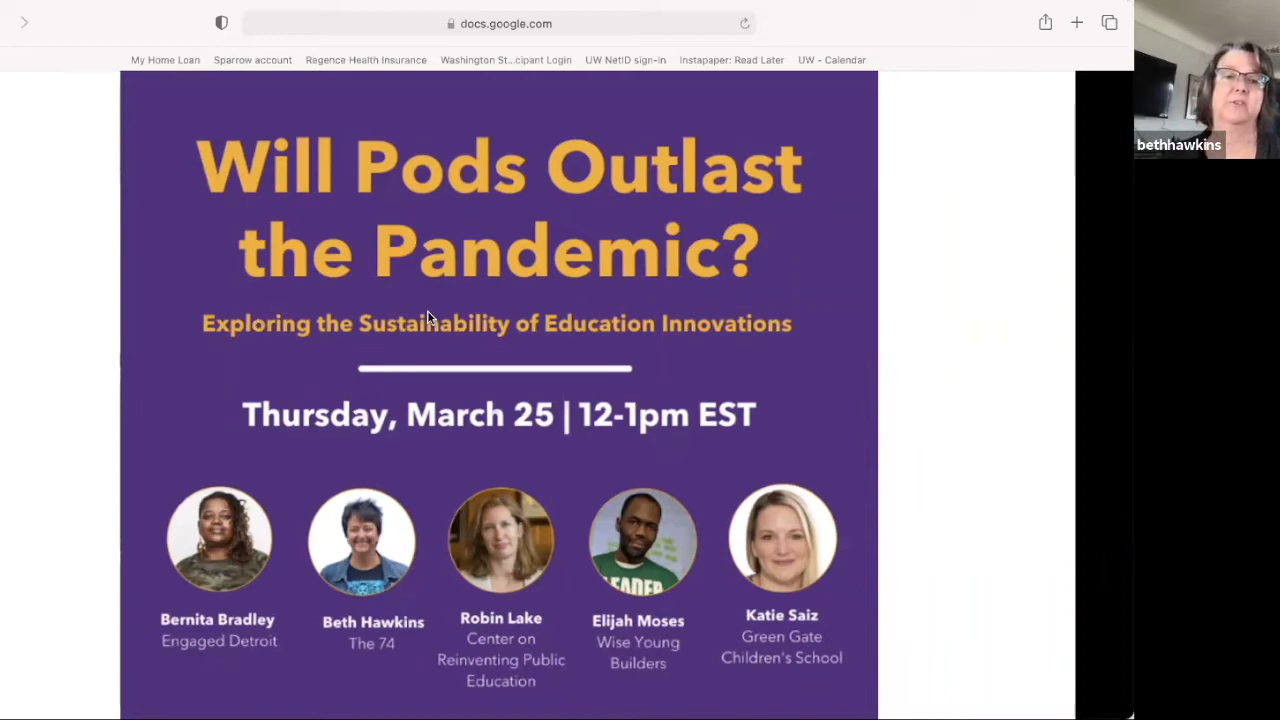 docs.google.com
My Home Loan Sparrow account Regence Health Insurance Washington St...cipant Login UW NetID sign-in Instapaper: Read Later UW - Calendar
bethhawkins
Will Pods Outlast
the Pandemic?
Exploring the Sustainability of Education Innovations
Thursday, March 25 | 12-1pm EST
LEADER
Bernita Bradley
Engaged Detroit
Beth Hawkins
The 74
Robin Lake
Center on
Reinventing Public
Education
Elijah Moses
Wise Young
Builders
Katie Saiz
Green Gate
Children's School